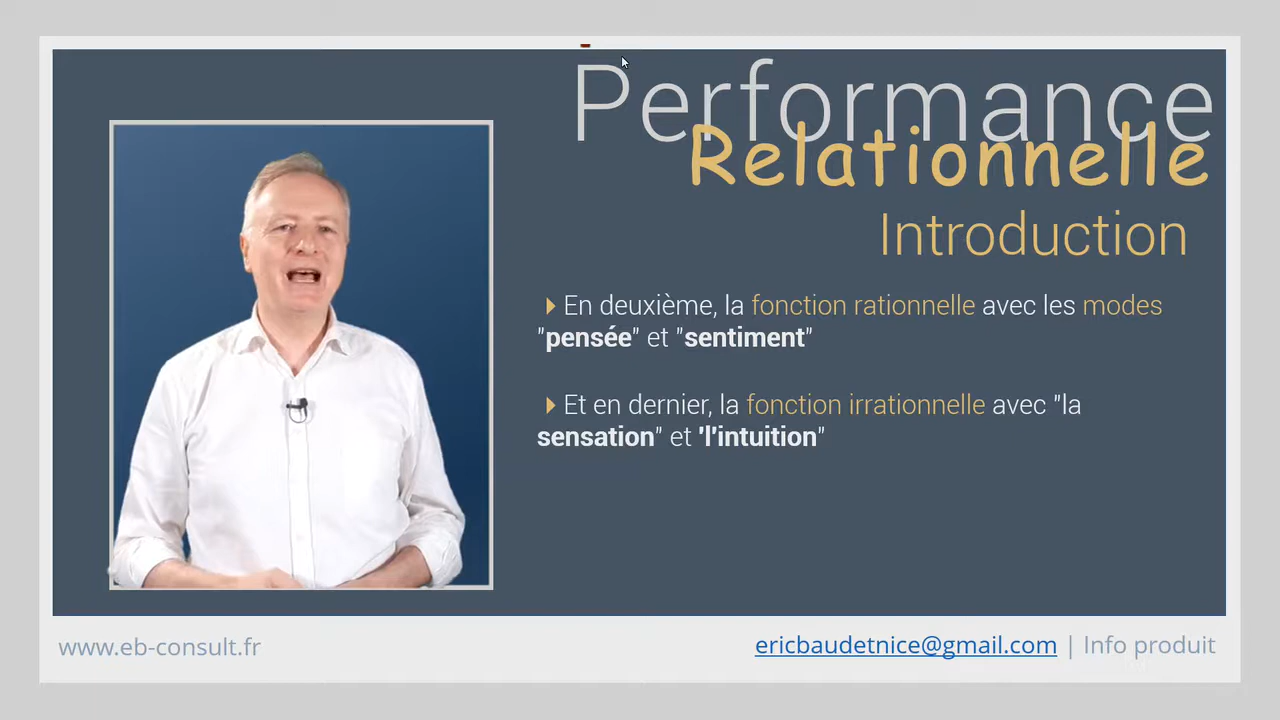 Performance
Relationnelle
Introduction
En deuxième, la fonction rationnelle avec les modes
"pensée" et "sentiment"
Et en dernier, la fonction irrationnelle avec "la
sensation" et 'l'intuition"
www.eb-consult.fr
ericbaudetnice@gmail.com | Info produit